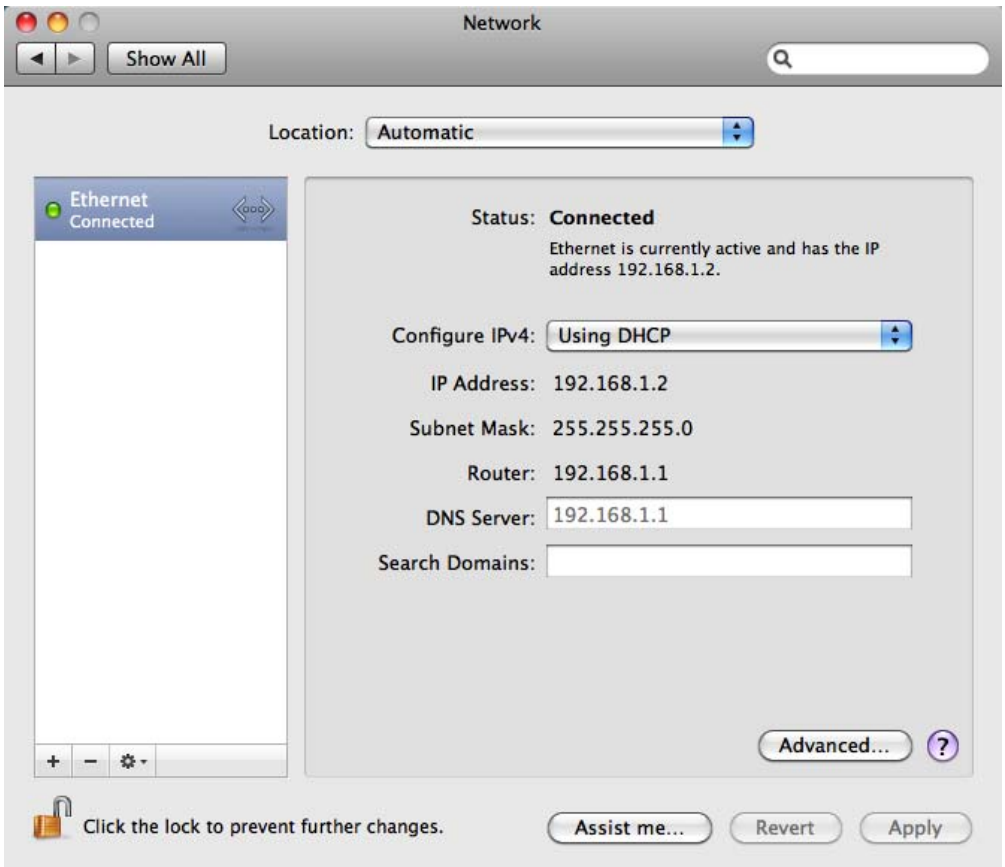 Network
Show All
Location: Automatic
Ethernet
Connected
Status: Connected
Ethernet is currently active and has the IP
address 192.168.1.2.
Configure IPv4: Using DHCP
IP Address: 192.168.1.2
Subnet Mask: 255.255.255.0
Router: 192.168.1.1
DNS Server: 192.168.1.1
Search Domains:
Advanced... ?
+ −
Click the lock to prevent further changes. Assist me... Revert Apply